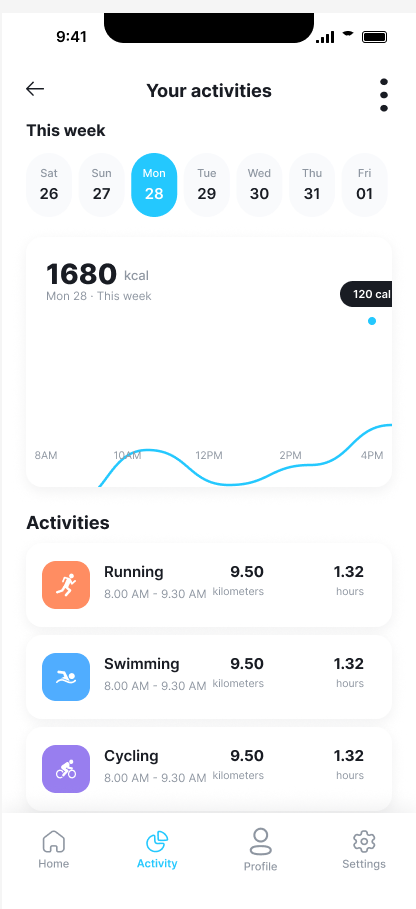 9:41
Your activities
This week
Sat Sun Mon Tue Wed Thu Fri
26 27 28 29 30 31 01
1680 kcal
Mon 28 · This week
120 cal
8AM 10AM 12PM 2PM 4PM
Activities
Running 9.50 1.32
8.00 AM - 9.30 AM kilometers hours
Swimming 9.50 1.32
8.00 AM - 9.30 AM kilometers hours
Cycling 9.50 1.32
8.00 AM - 9.30 AM kilometers hours
Home Activity Profile Settings